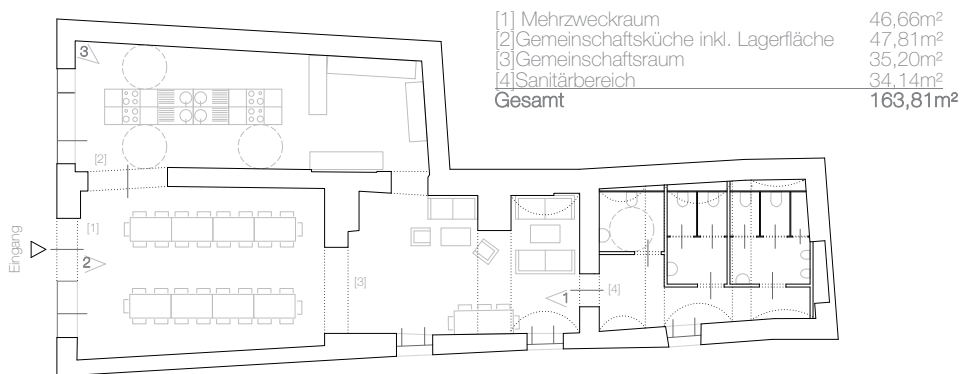 [1] Mehrzweckraum 46,66m²
[2]Gemeinschaftsküche inkl. Lagerfläche 47,81m²
[3]Gemeinschaftsraum 35,20m²
[4]Sanitärbereich 34,14m²
Gesamt 163,81m²
3
[2]
[1]
Eingang
2
[3]
1
[4]